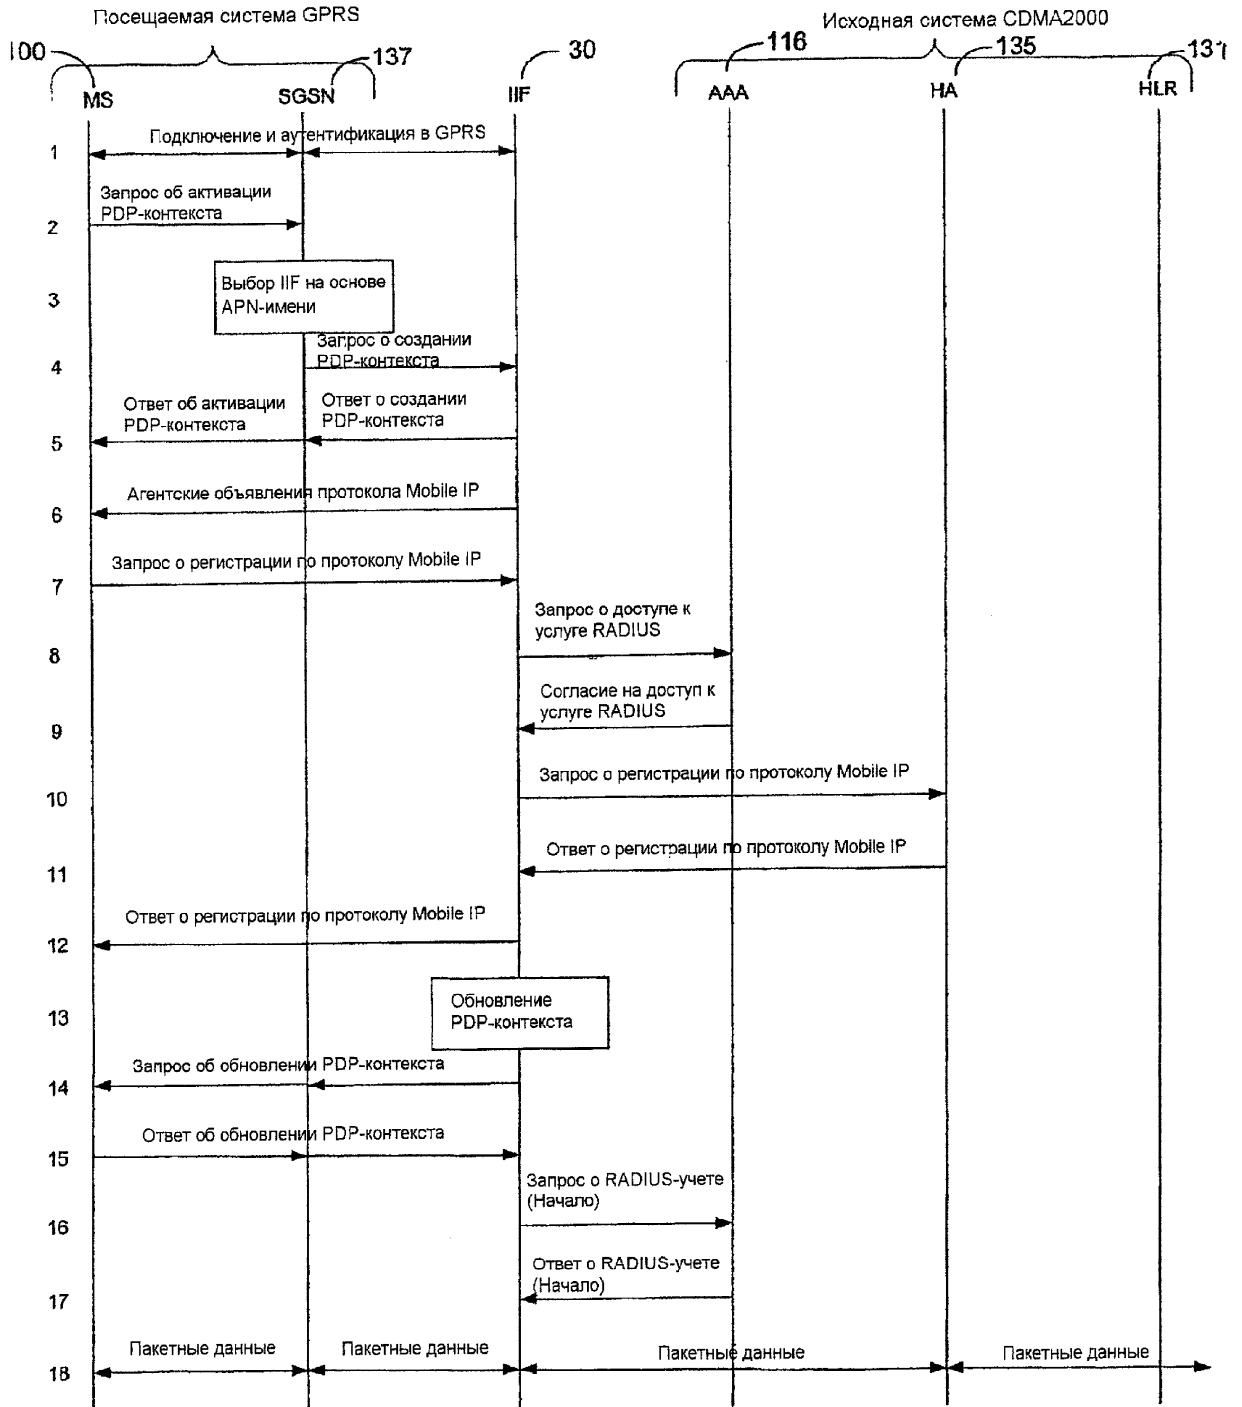 Посещаемая система GPRS
Исходная система CDMA2000
100
137
30
116
135
131
MS
SGSN
IIF
AAA
HA
HLR
1
Подключение и аутентификация в GPRS
2
Запрос об активации
PDP-контекста
3
Выбор IIF на основе
APN-имени
4
Запрос о создании
PDP-контекста
5
Ответ об активации
PDP-контекста
Ответ о создании
PDP-контекста
6
Агентские объявления протокола Mobile IP
7
Запрос о регистрации по протоколу Mobile IP
8
Запрос о доступе к
услуге RADIUS
9
Согласие на доступ к
услуге RADIUS
10
Запрос о регистрации по протоколу Mobile IP
11
Ответ о регистрации по протоколу Mobile IP
12
Ответ о регистрации по протоколу Mobile IP
13
Обновление
PDP-контекста
14
Запрос об обновлении PDP-контекста
15
Ответ об обновлении PDP-контекста
16
Запрос о RADIUS-учете
(Начало)
17
Ответ о RADIUS-учете
(Начало)
18
Пакетные данные
Пакетные данные
Пакетные данные
Пакетные данные